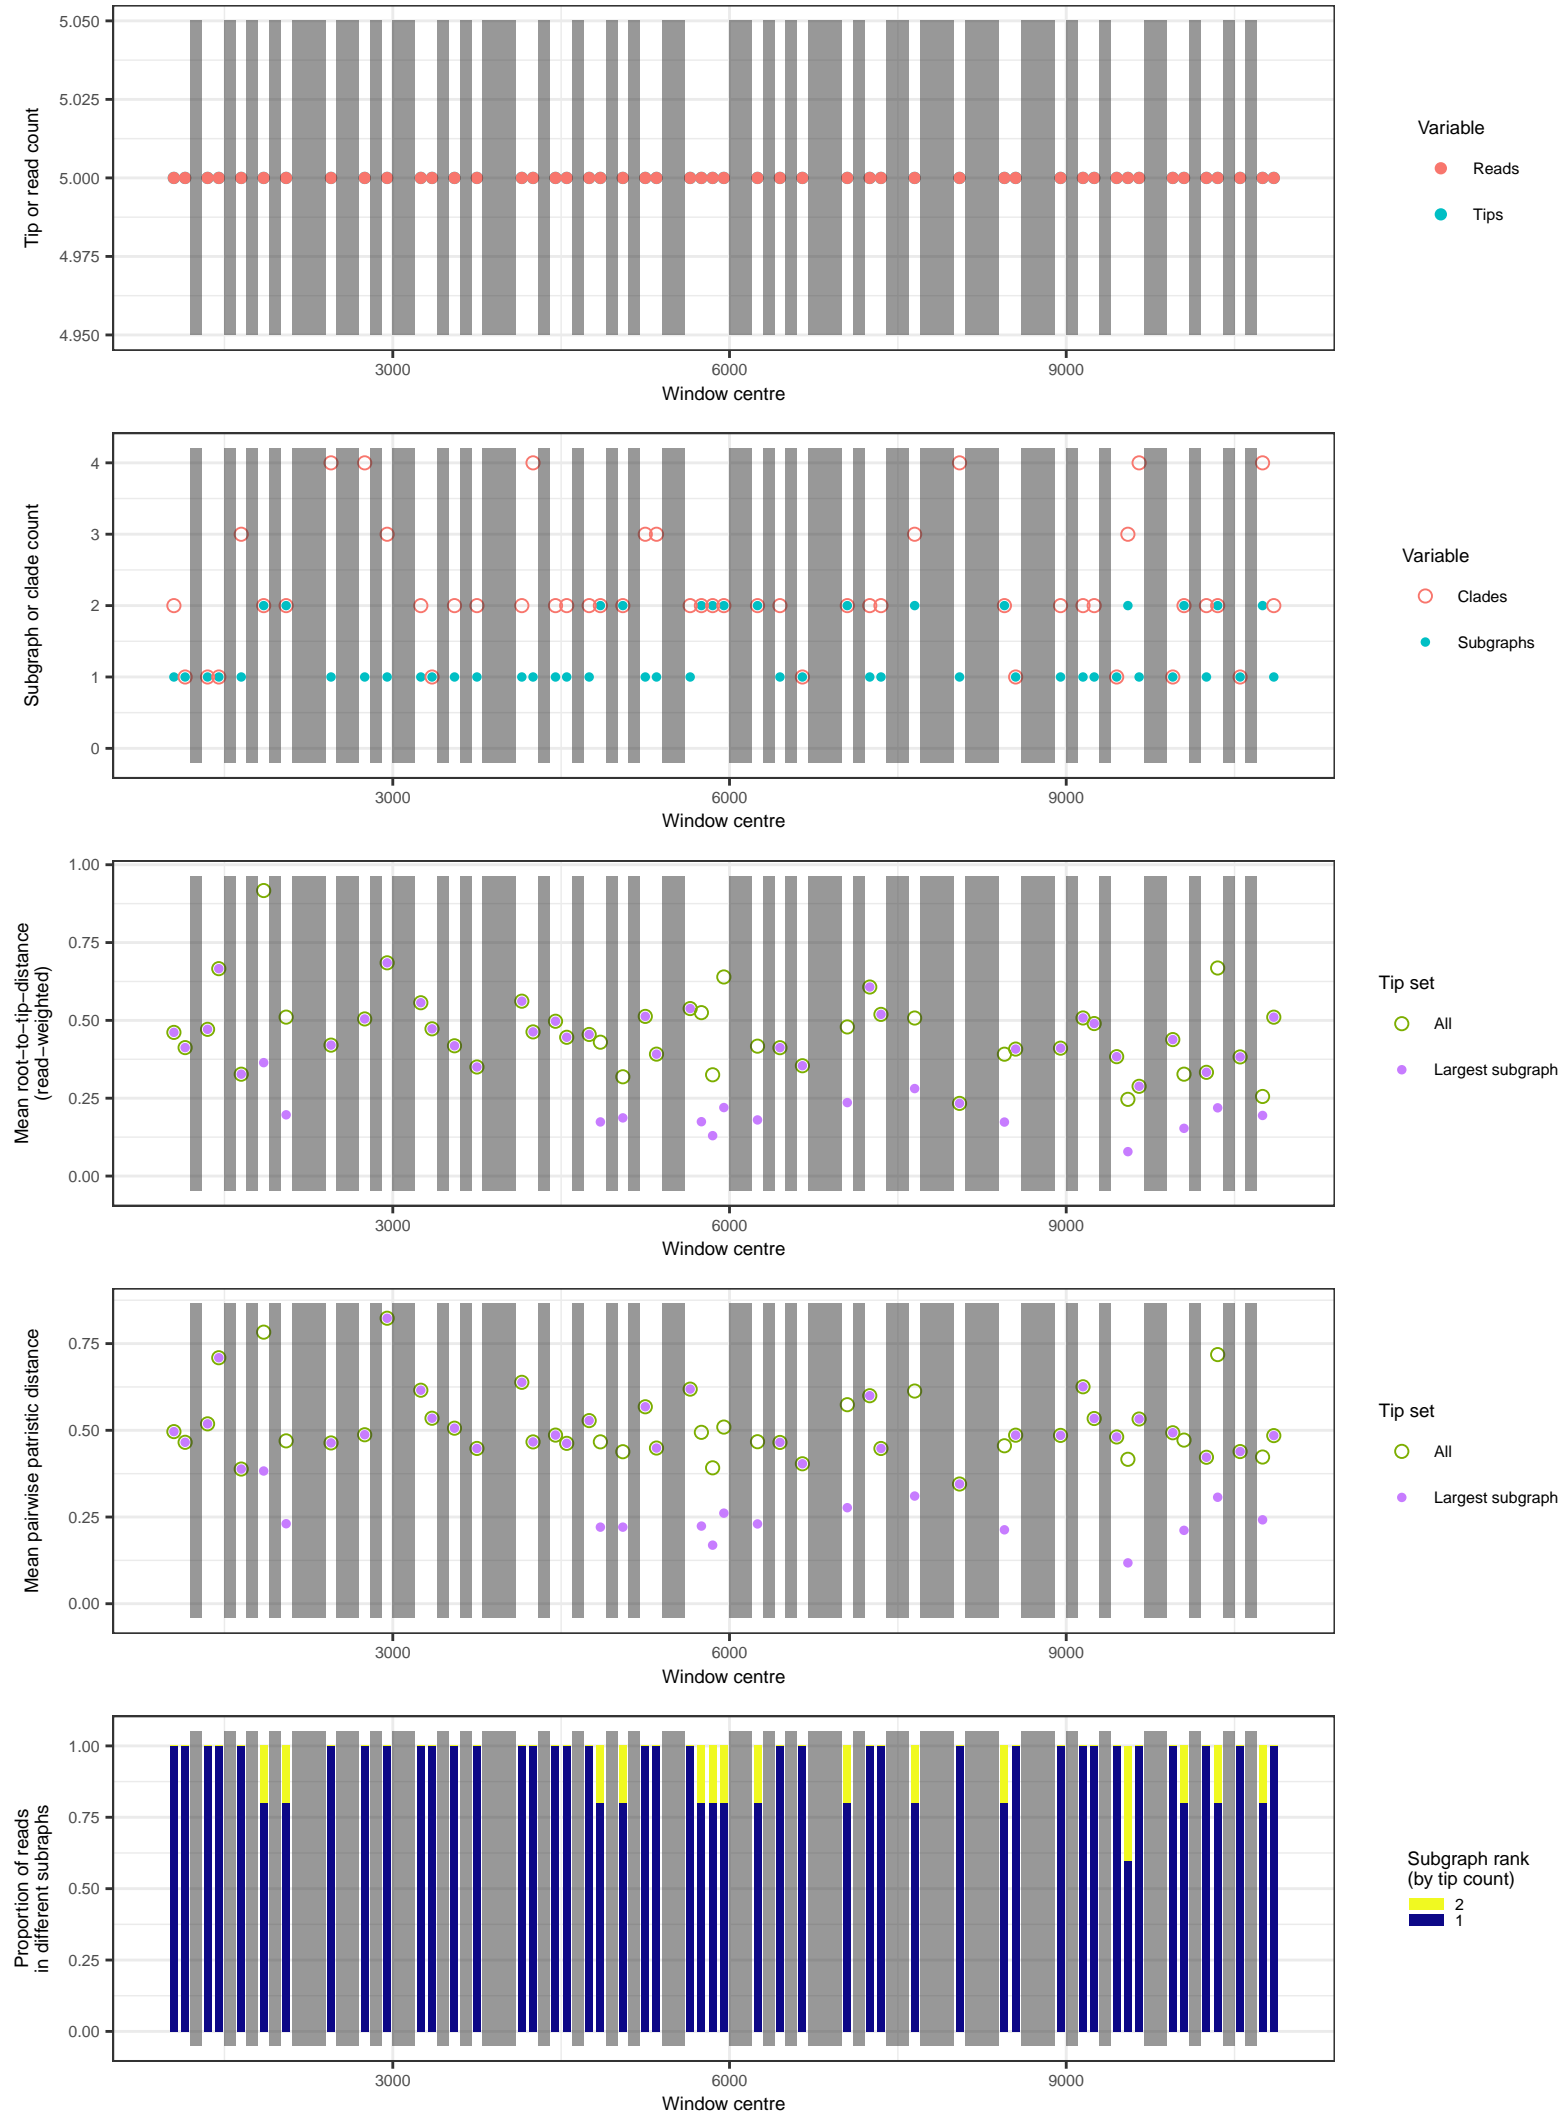 5.050
5.025
5.000
4.975
4.950
Tip or read count
3000
6000
9000
Window centre
Variable
Reads
Tips
4
3
2
1
0
Subgraph or clade count
3000
6000
9000
Window centre
Variable
Clades
Subgraphs
1.00
0.75
0.50
0.25
0.00
Mean root−to−tip−distance
(read−weighted)
3000
6000
9000
Window centre
Tip set
All
Largest subgraph
0.75
0.50
0.25
0.00
Mean pairwise patristic distance
3000
6000
9000
Window centre
Tip set
All
Largest subgraph
1.00
0.75
0.50
0.25
0.00
Proportion of reads
in different subraphs
3000
6000
9000
Window centre
Subgraph rank
(by tip count)
2
1